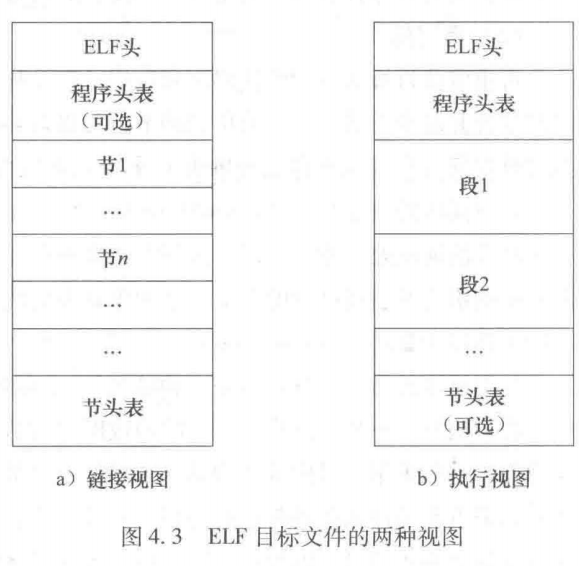 ELF头
程序头表
（可选）
节1
…
节n
…
…
节头表
a）链接视图
ELF头
程序头表
段1
段2
…
节头表
（可选）
b）执行视图
图 4.3 ELF 目标文件的两种视图